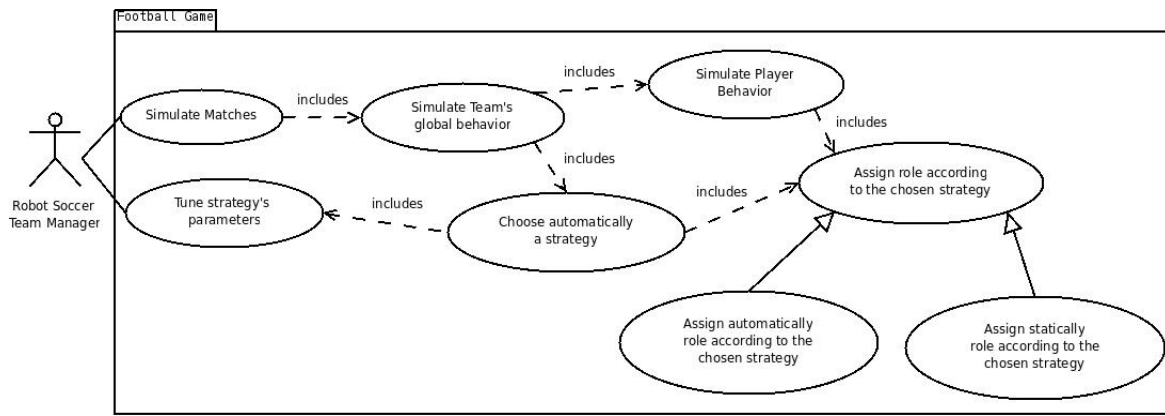 Football Game
includes
Simulate Player
Behavior
Simulate Matches
includes
Simulate Team's
global behavior
includes
includes
Assign role according
to the chosen strategy
Robot Soccer
Team Manager
Tune strategy's
parameters
includes
Choose automatically
a strategy
includes
Assign automatically
role according to the
chosen strategy
Assign statically
role according to the
chosen strategy